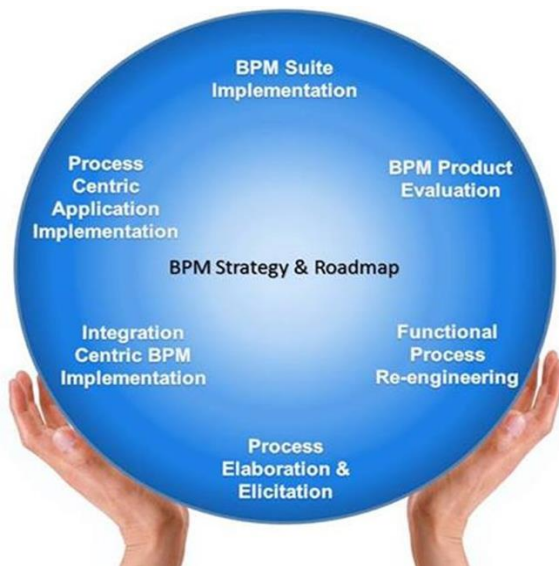 BPM Suite
Implementation
BPM Product
Evaluation
Process
Centric
Application
Implementation
BPM Strategy & Roadmap
Integration
Centric BPM
Implementation
Functional
Process
Re-engineering
Process
Elaboration &
Elicitation